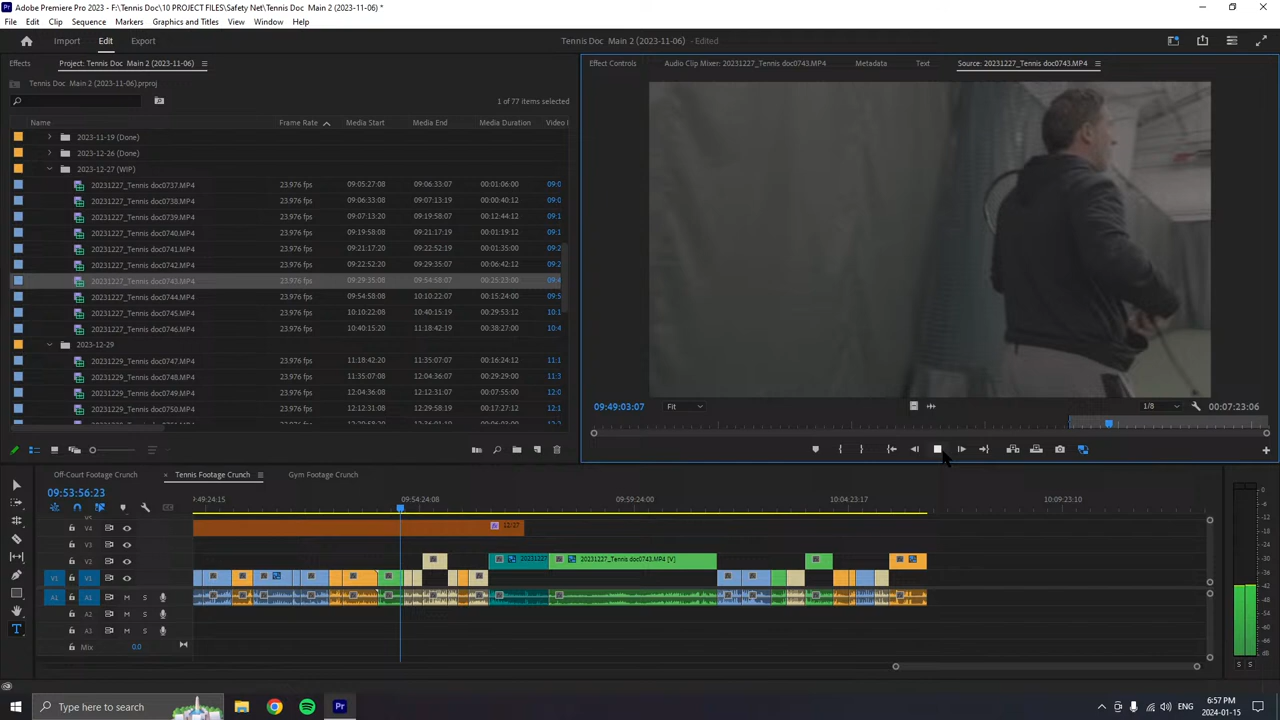 Adobe Premiere Pro 2023 - F:\Tennis Doc\10 PROJECT FILES\Safety Net\Tennis Doc  Main 2 (2023-11-06) *
File Edit Clip Sequence Markers Graphics and Titles View Window Help
Import Edit Export
Tennis Doc  Main 2 (2023-11-06) - Edited
Effects Project: Tennis Doc  Main 2 (2023-11-06)
Effect Controls Audio Clip Mixer: 20231227_Tennis doc0743.MP4 Metadata Text Source: 20231227_Tennis doc0743.MP4
Tennis Doc  Main 2 (2023-11-06).prproj
1 of 77 items selected
Name Frame Rate Media Start Media End Media Duration Video I
2023-11-19 (Done)
2023-12-26 (Done)
2023-12-27 (WIP)
20231227_Tennis doc0737.MP4 23.976 fps 09:05:27:08 09:06:33:07 00:01:06:00 09:0
20231227_Tennis doc0738.MP4 23.976 fps 09:06:33:08 09:07:13:19 00:00:40:12 09:0
20231227_Tennis doc0739.MP4 23.976 fps 09:07:13:20 09:19:58:07 00:12:44:12 09:1
20231227_Tennis doc0740.MP4 23.976 fps 09:19:58:08 09:21:17:19 00:01:19:12 09:1
20231227_Tennis doc0741.MP4 23.976 fps 09:21:17:20 09:22:52:19 00:01:35:00 09:2
20231227_Tennis doc0742.MP4 23.976 fps 09:22:52:20 09:29:35:07 00:06:42:12 09:2
20231227_Tennis doc0743.MP4 23.976 fps 09:29:35:08 09:54:58:07 00:25:23:00 09:4
20231227_Tennis doc0744.MP4 23.976 fps 09:54:58:08 10:10:22:07 00:15:24:00 09:5
20231227_Tennis doc0745.MP4 23.976 fps 10:10:22:08 10:40:15:19 00:29:53:12 10:1
20231227_Tennis doc0746.MP4 23.976 fps 10:40:15:20 11:18:42:19 00:38:27:00 10:4
2023-12-29
20231229_Tennis doc0747.MP4 23.976 fps 11:18:42:20 11:35:07:07 00:16:24:12 11:1
20231229_Tennis doc0748.MP4 23.976 fps 11:35:07:08 12:04:36:07 00:29:29:00 11:3
20231229_Tennis doc0749.MP4 23.976 fps 12:04:36:08 12:12:31:07 00:07:55:00 12:0
20231229_Tennis doc0750.MP4 23.976 fps 12:12:31:08 12:29:58:19 00:17:27:12 12:1
09:49:03:07 Fit 1/8 00:07:23:06
Off-Court Footage Crunch × Tennis Footage Crunch Gym Footage Crunch
09:53:56:23
9:49:24:15 09:54:24:08 09:59:24:00 10:04:23:17 10:09:23:10
V4 12/27
V3
20231227 20231227_Tennis doc0743.MP4 [V]
V1 V1
A1 A1 M S
A2 M S
A3 M S
Mix 0.0
0
-6
-12
-18
-24
-30
-36
-42
-48
-54
dB
S S
Type here to search
Pr
6:57 PM
2024-01-15